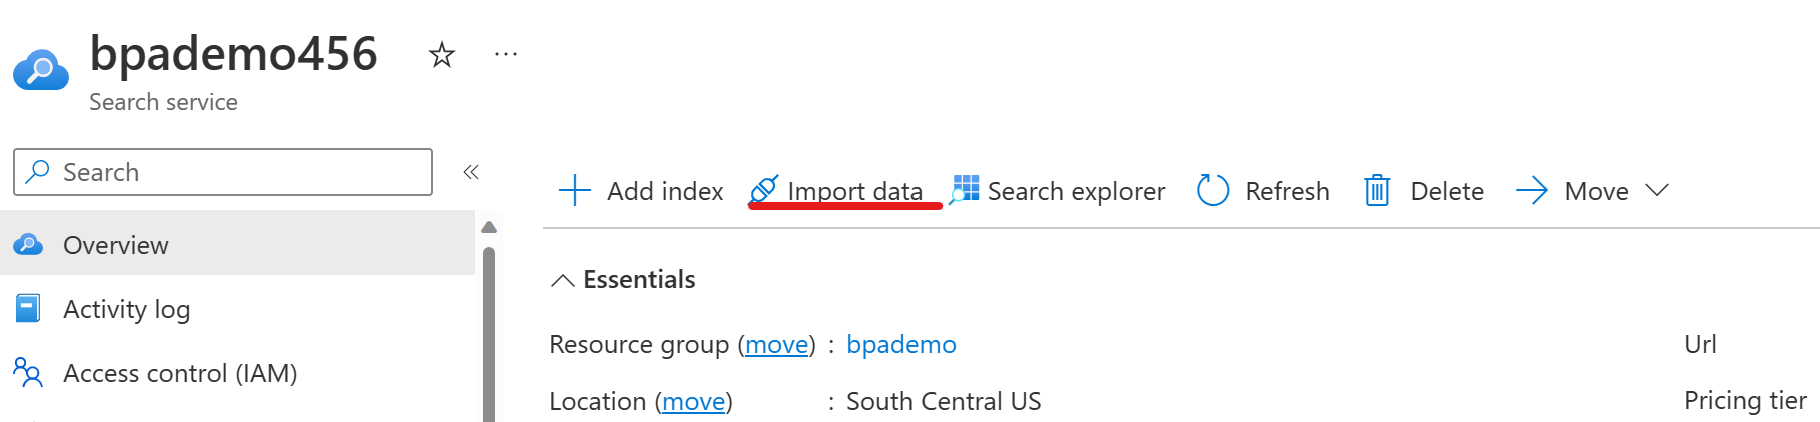 bpademo456
Search service
Search
Add index Import data Search explorer Refresh Delete Move
Overview
Essentials
Activity log
Resource group (move) : bpademo Url
Access control (IAM)
Location (move) : South Central US Pricing tier